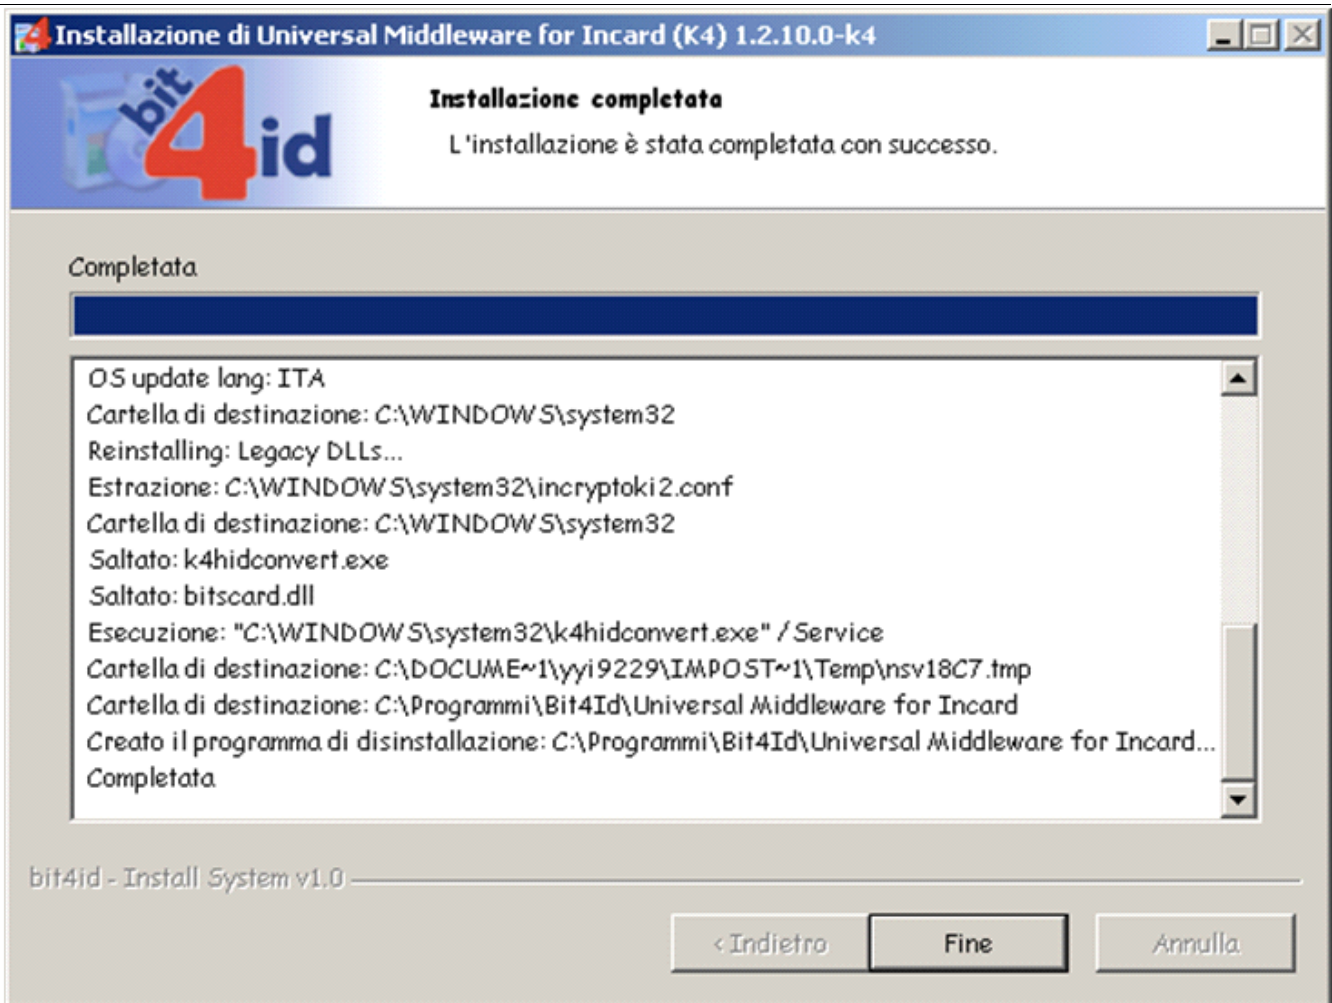 Installazione di Universal Middleware for Incard (K4) 1.2.10.0-k4
bit4id
Installazione completata
L'installazione è stata completata con successo.
Completata
OS update lang: ITA
Cartella di destinazione: C:\WINDOWS\system32
Reinstalling: Legacy DLLs...
Estrazione: C:\WINDOWS\system32\incryptoki2.conf
Cartella di destinazione: C:\WINDOWS\system32
Saltato: k4hidconvert.exe
Saltato: bitscard.dll
Esecuzione: "C:\WINDOWS\system32\k4hidconvert.exe" /Service
Cartella di destinazione: C:\DOCUME~1\yyi9229\IMPOST~1\Temp\nsv18C7.tmp
Cartella di destinazione: C:\Programmi\Bit4Id\Universal Middleware for Incard
Creato il programma di disinstallazione: C:\Programmi\Bit4Id\Universal Middleware for Incard...
Completata
bit4id - Install System v1.0
< Indietro
Fine
Annulla